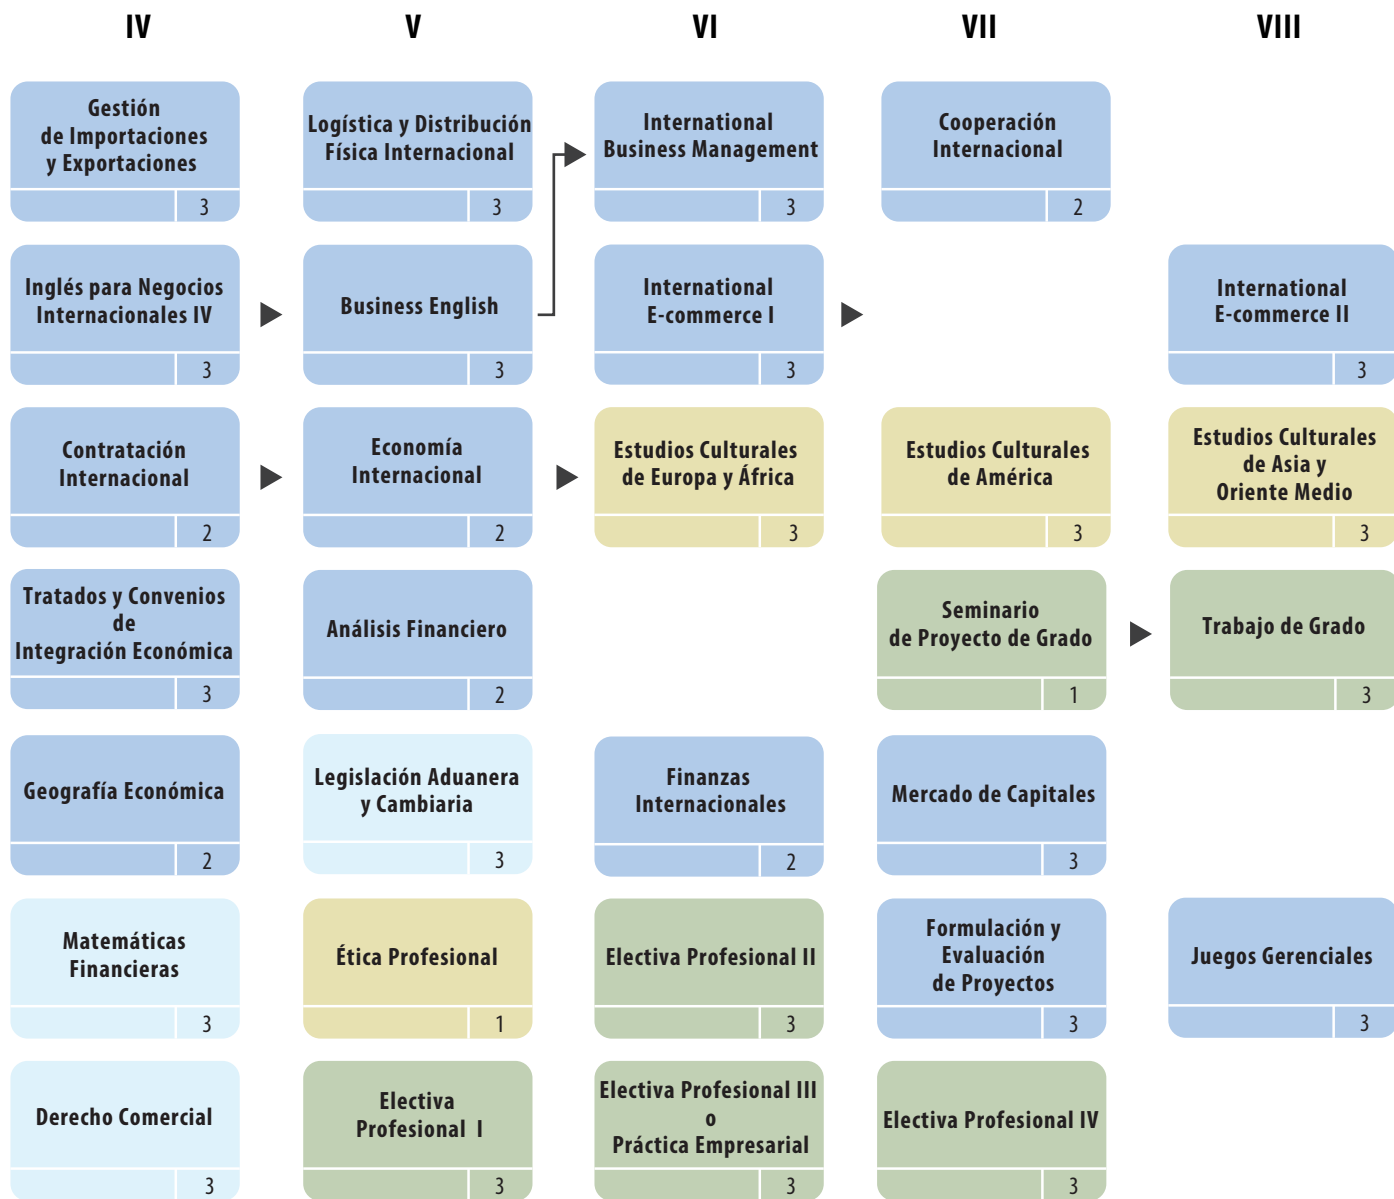 IV
V
VI
VII
VIII
Gestión
de Importaciones
y Exportaciones
3
Logística y Distribución
Física Internacional
3
International
Business Management
3
Cooperación
Internacional
2
Inglés para Negocios
Internacionales IV
3
Business English
3
International
E-commerce I
3
International
E-commerce II
3
Contratación
Internacional
2
Economía
Internacional
2
Estudios Culturales
de Europa y África
3
Estudios Culturales
de América
3
Estudios Culturales
de Asia y
Oriente Medio
3
Tratados y Convenios
de
Integración Económica
3
Análisis Financiero
2
Seminario
de Proyecto de Grado
1
Trabajo de Grado
3
Geografía Económica
2
Legislación Aduanera
y Cambiaria
3
Finanzas
Internacionales
2
Mercado de Capitales
3
Matemáticas
Financieras
3
Ética Profesional
1
Electiva Profesional II
3
Formulación y
Evaluación
de Proyectos
3
Juegos Gerenciales
3
Derecho Comercial
3
Electiva
Profesional I
3
Electiva Profesional III
o
Práctica Empresarial
3
Electiva Profesional IV
3